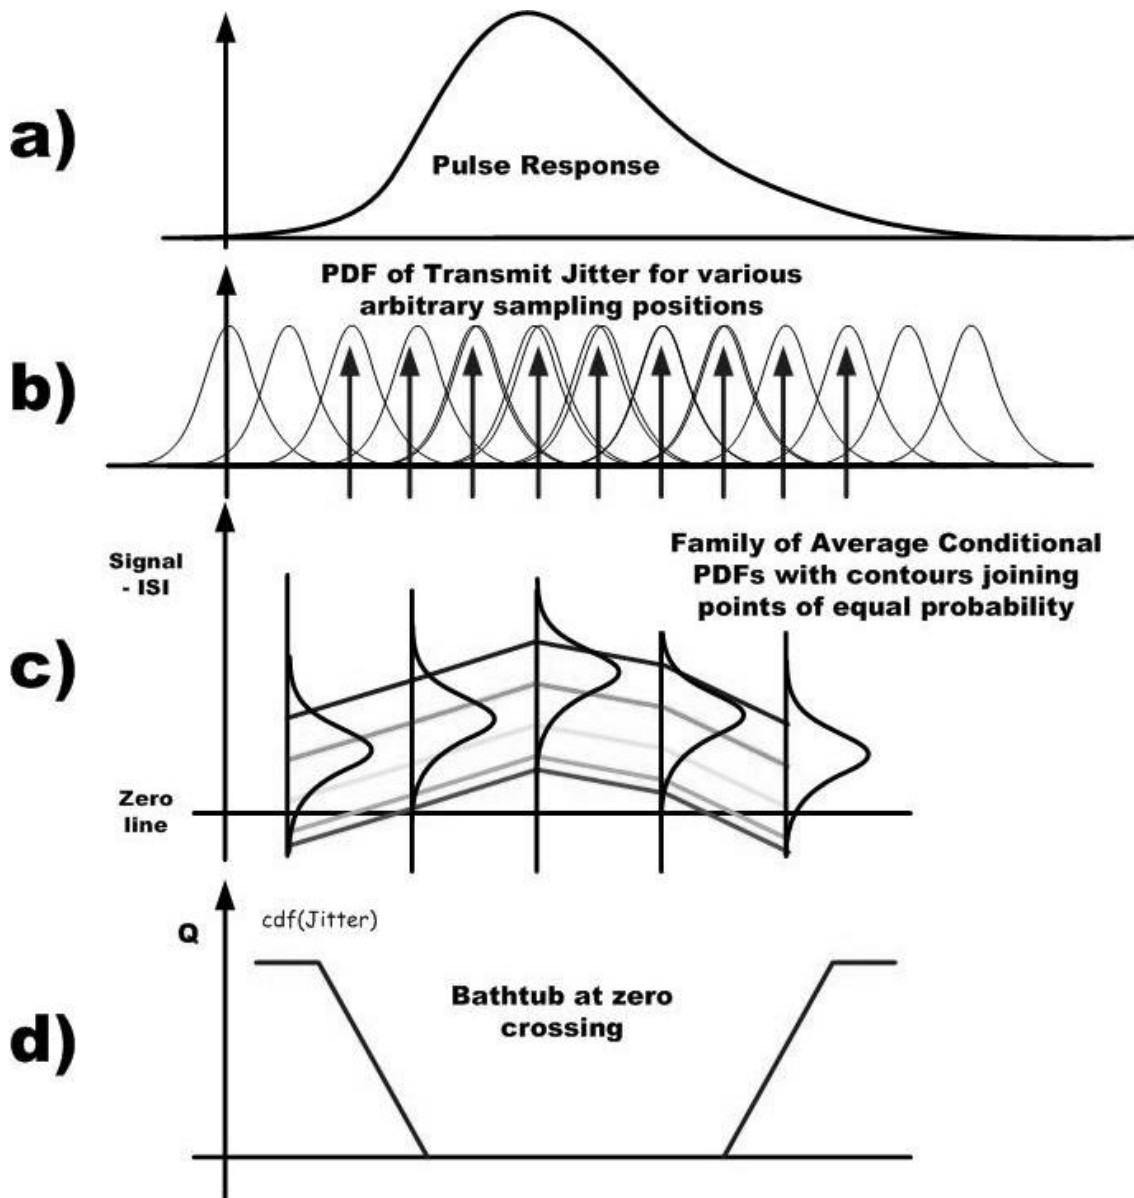 a)
Pulse Response
PDF of Transmit Jitter for various
arbitrary sampling positions
b)
Signal
- ISI
Family of Average Conditional
PDFs with contours joining
points of equal probability
c)
Zero
line
Q
cdf(Jitter)
Bathtub at zero
crossing
d)